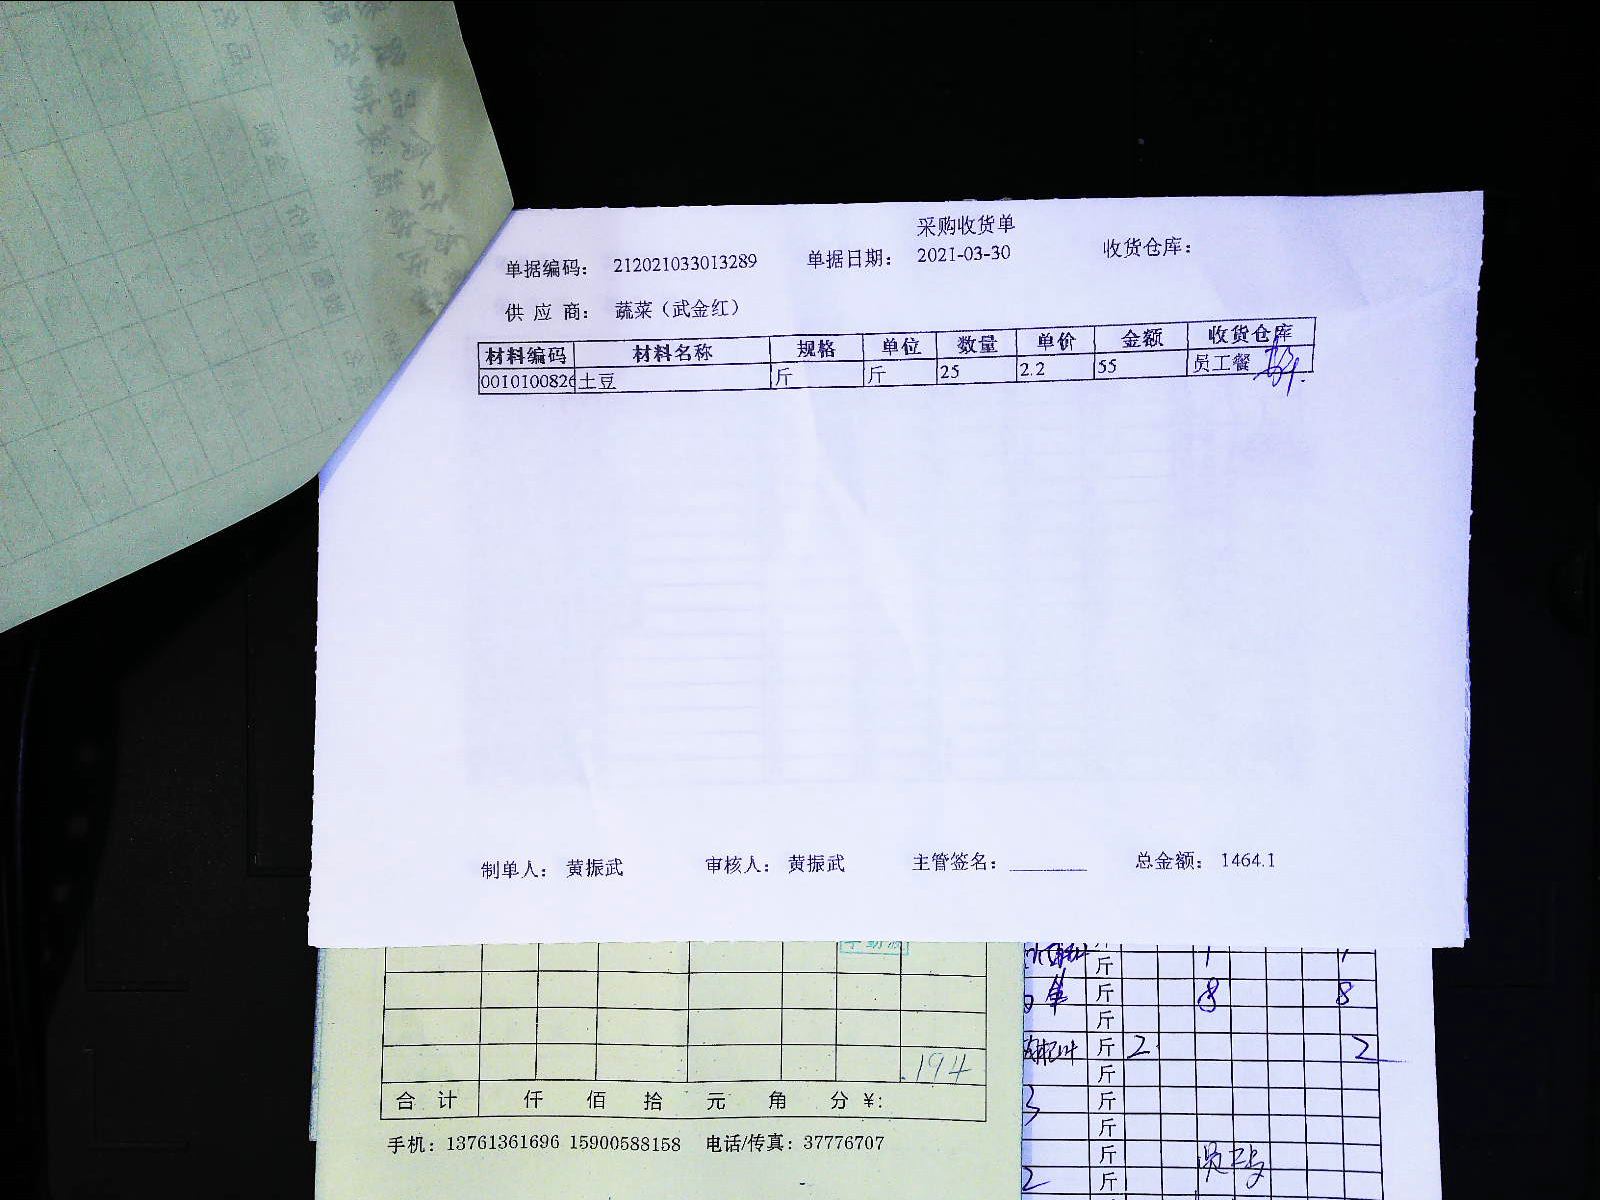 采购收货单
单据编码： 212021033013289 单据日期： 2021-03-30 收货仓库：
供 应 商： 蔬菜（武金红）
材料编码 材料名称 规格 单位 数量 单价 金额 收货仓库
0010100826 土豆 斤 斤 25 2.2 55 员工餐
制单人： 黄振武 审核人： 黄振武 主管签名： 总金额： 1464.1
194
合 计 仟 佰 拾 元 角 分 ¥:
手机：13761361696 15900588158 电话/传真：37776707
斤
斤 8 8
斤
斤 2 2
斤
3 斤
斤
斤
2 斤